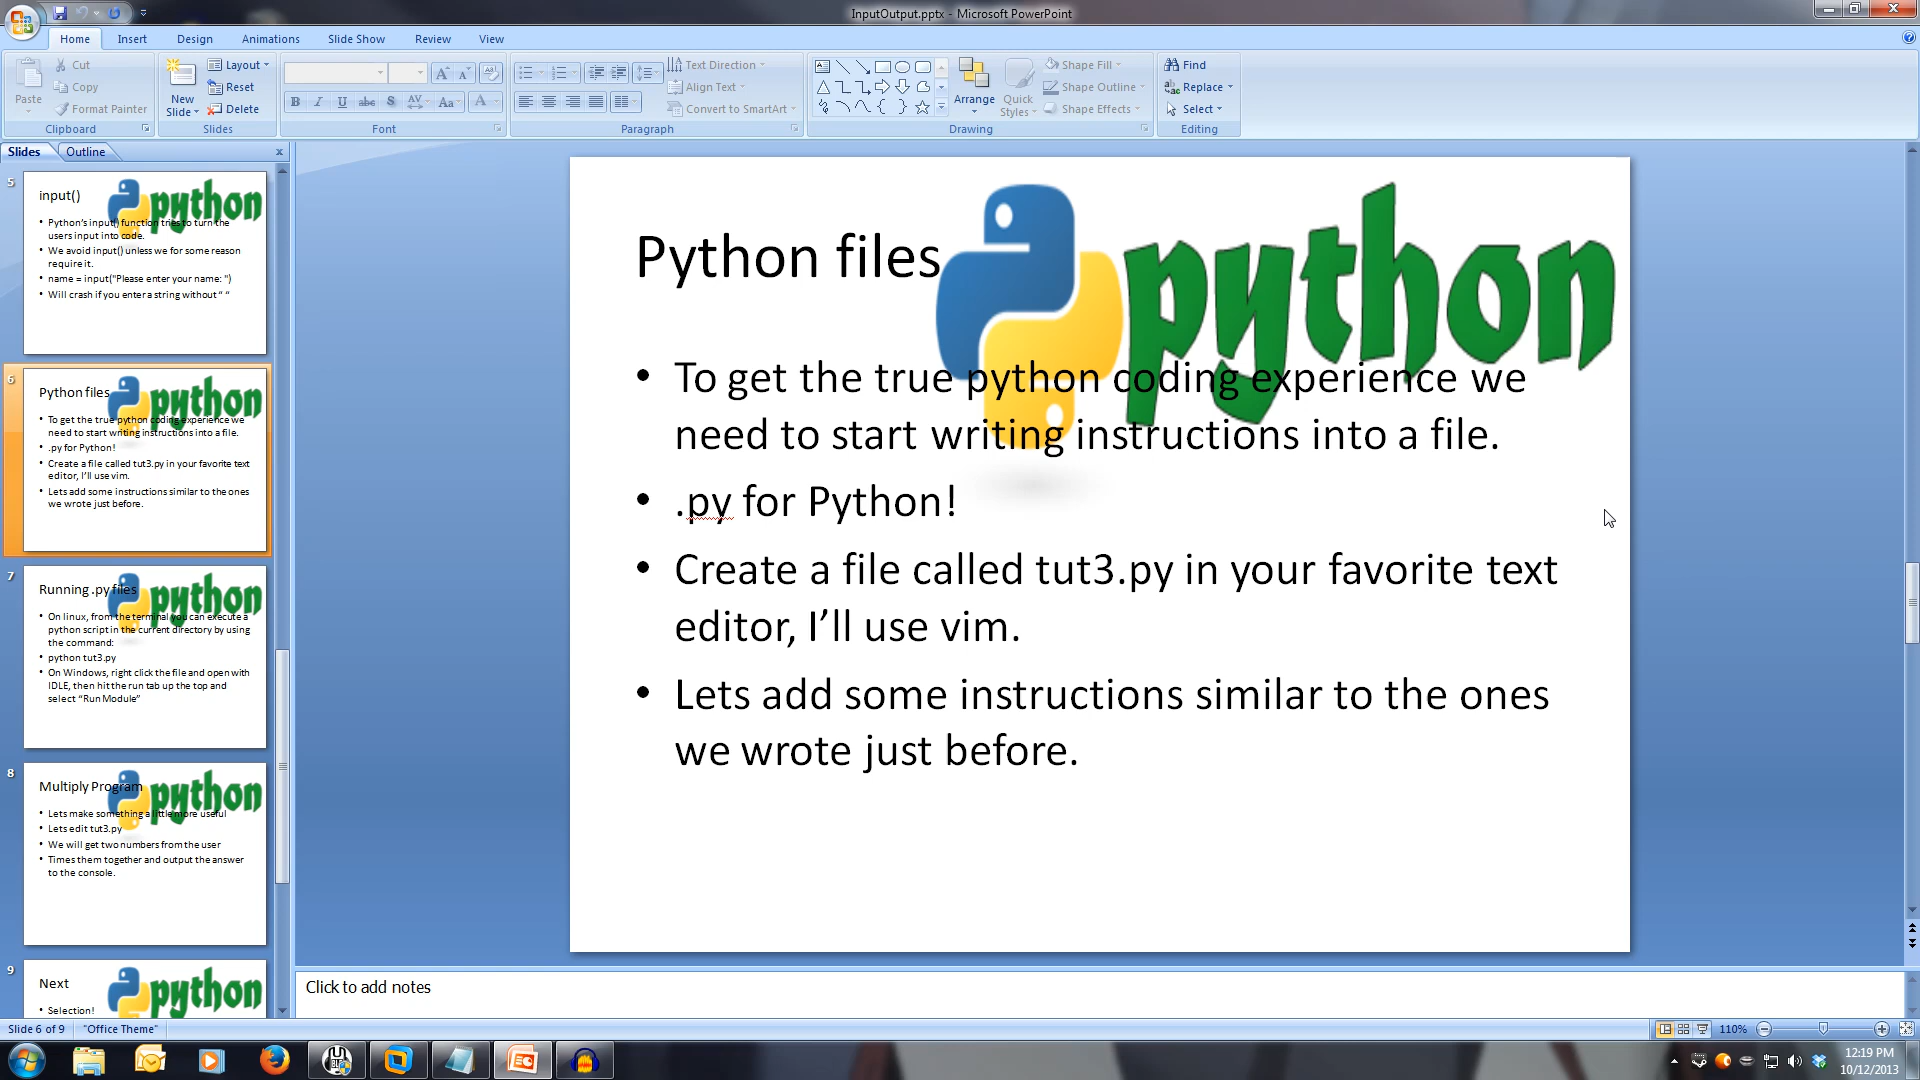 InputOutput.pptx - Microsoft PowerPoint
Home Insert Design Animations Slide Show Review View
Paste Cut Copy Format Painter Clipboard
New Slide Layout Reset Delete Slides
B I U abc S AV Aa A Font
Text Direction Align Text Convert to SmartArt Paragraph
Arrange Quick Styles Shape Fill Shape Outline Shape Effects Drawing
Find Replace Select Editing
Slides Outline
5
input()
python
• Python's input() function tries to turn the
users input into code.
• We avoid input() unless we for some reason
require it.
• name = input("Please enter your name: ")
• Will crash if you enter a string without “ “
6
Python files
python
• To get the true python coding experience we
need to start writing instructions into a file.
• .py for Python!
• Create a file called tut3.py in your favorite text
editor, I’ll use vim.
• Lets add some instructions similar to the ones
we wrote just before.
7
Running .py files
python
• On linux, from the terminal you can execute a
python script in the current directory by using
the command:
• python tut3.py
• On Windows, right click the file and open with
IDLE, then hit the run tab up the top and
select “Run Module”
8
Multiply Program
python
• Lets make something a little more useful
• Lets edit tut3.py
• We will get two numbers from the user
• Times them together and output the answer
to the console.
9
Next
python
• Selection!
Python files
python
• To get the true python coding experience we
need to start writing instructions into a file.
• .py for Python!
• Create a file called tut3.py in your favorite text
editor, I’ll use vim.
• Lets add some instructions similar to the ones
we wrote just before.
Click to add notes
Slide 6 of 9 "Office Theme" 110%
12:19 PM
10/12/2013